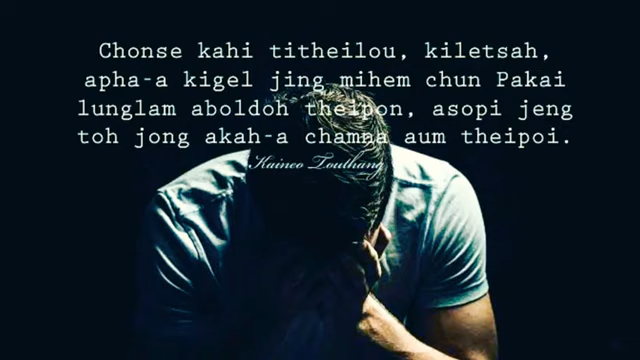 Chonse kahi titheilou, kiletsah,
apha-a kigel jing mihem chun Pakai
lunglam aboldoh theipon, asopi jeng
toh jong akah-a chamna aum theipoi.
Kaineo Touthang